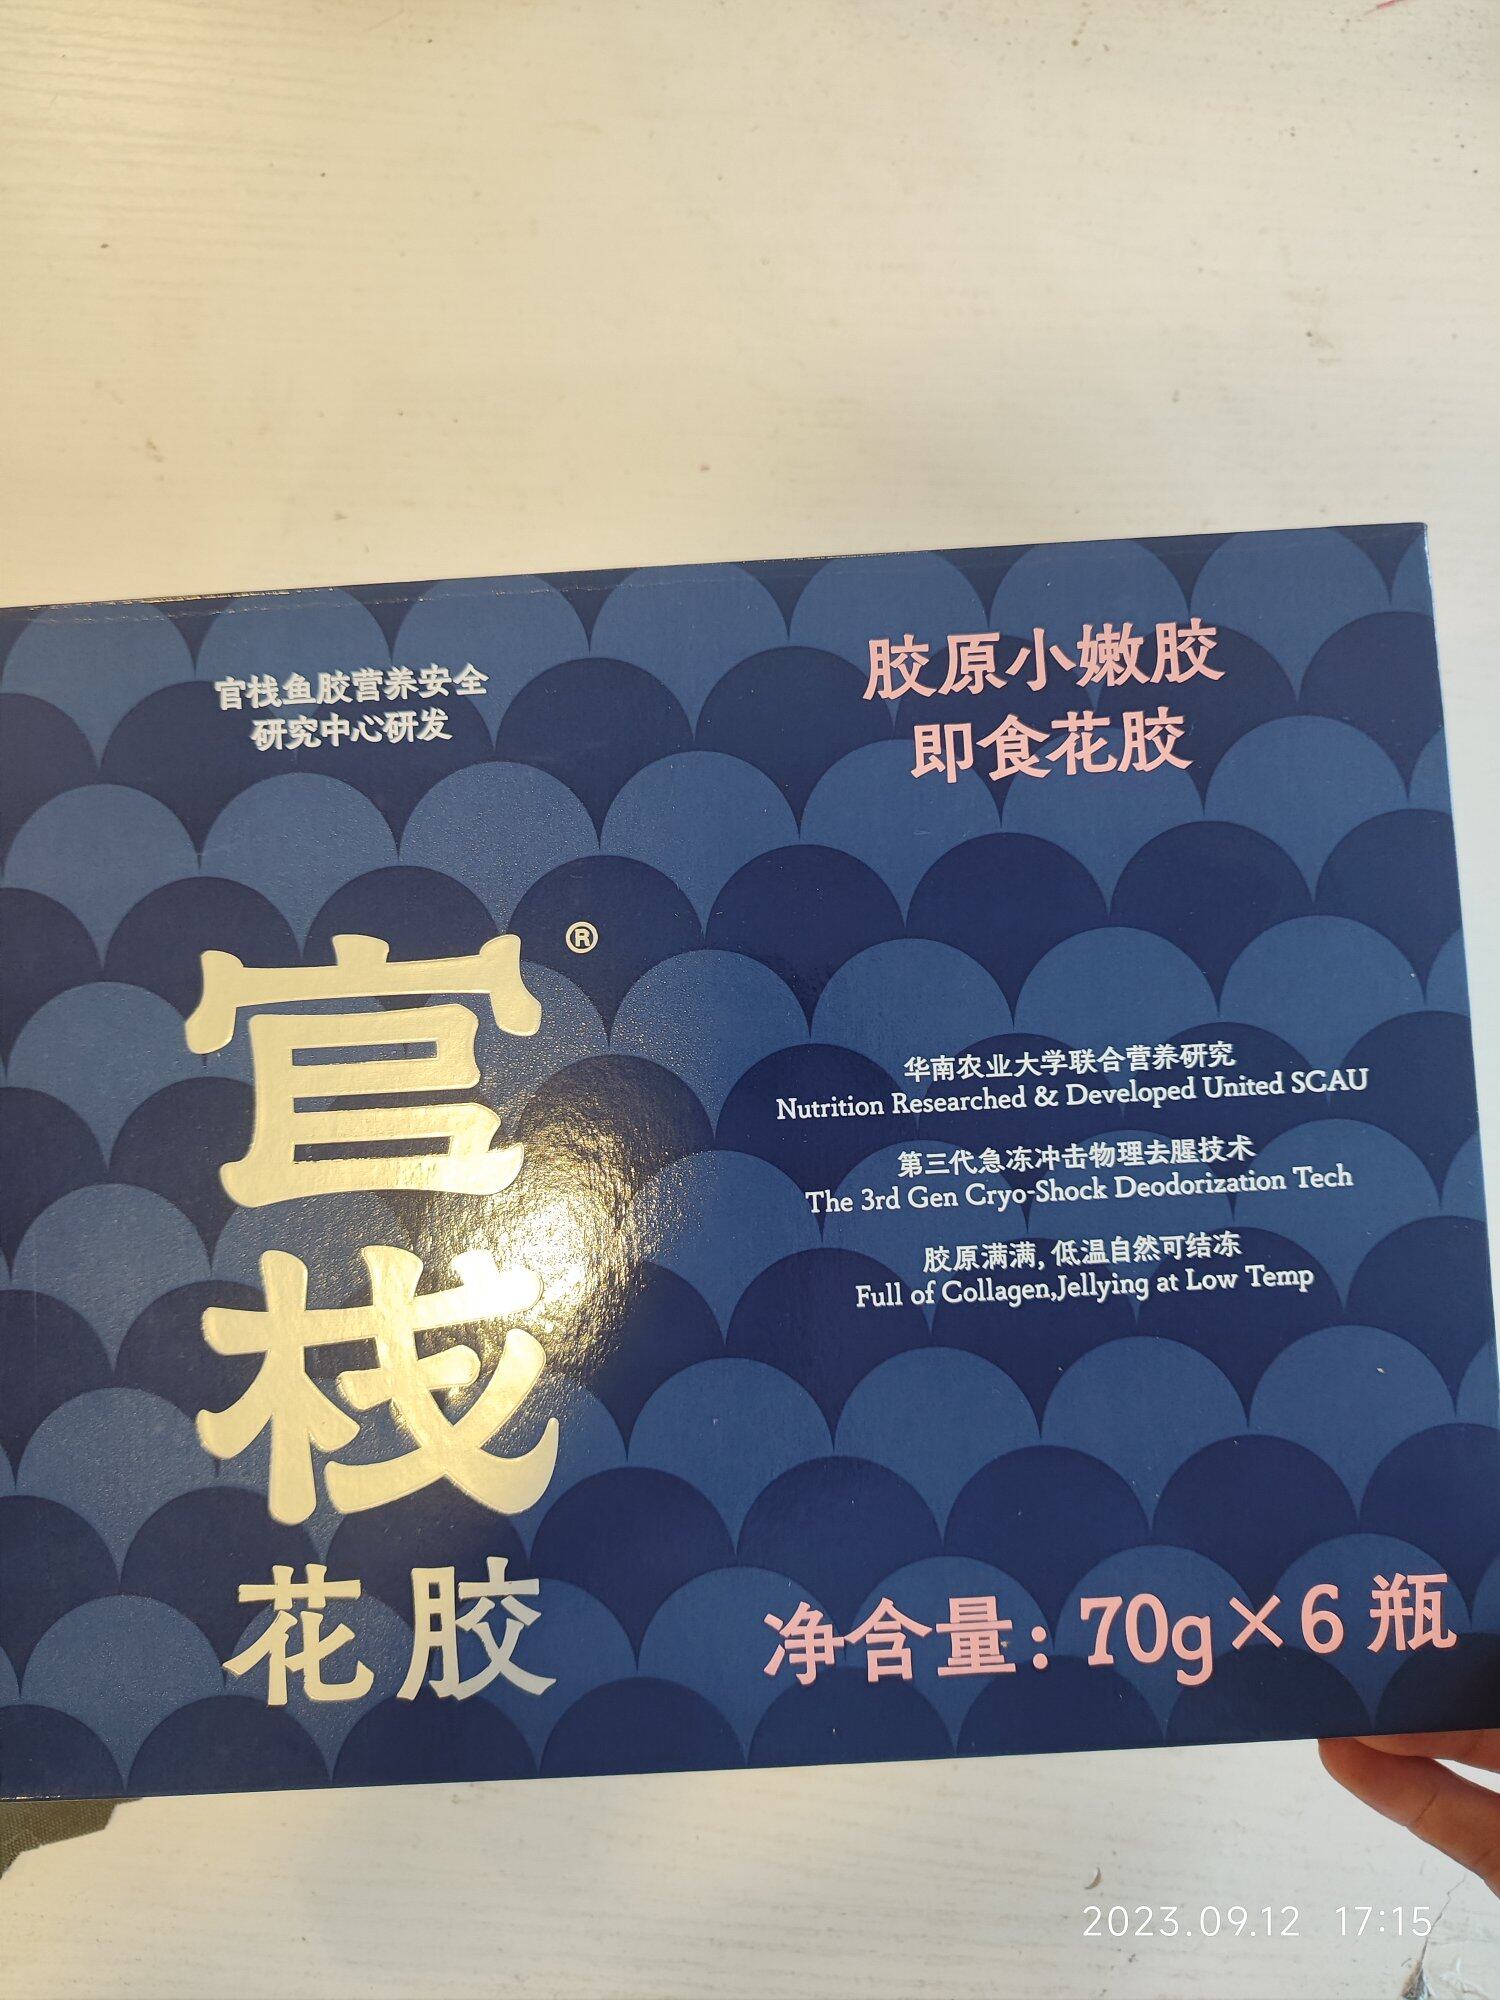 官栈鱼胶营养安全
研究中心研发
胶原小嫩胶
即食花胶
官栈®
花胶
华南农业大学联合营养研究
Nutrition Researched & Developed United SCAU
第三代急冻冲击物理去腥技术
The 3rd Gen Cryo-Shock Deodorization Tech
胶原满满,低温自然可结冻
Full of Collagen,Jellying at Low Temp
净含量:70g×6瓶
2023.09.12 17:15